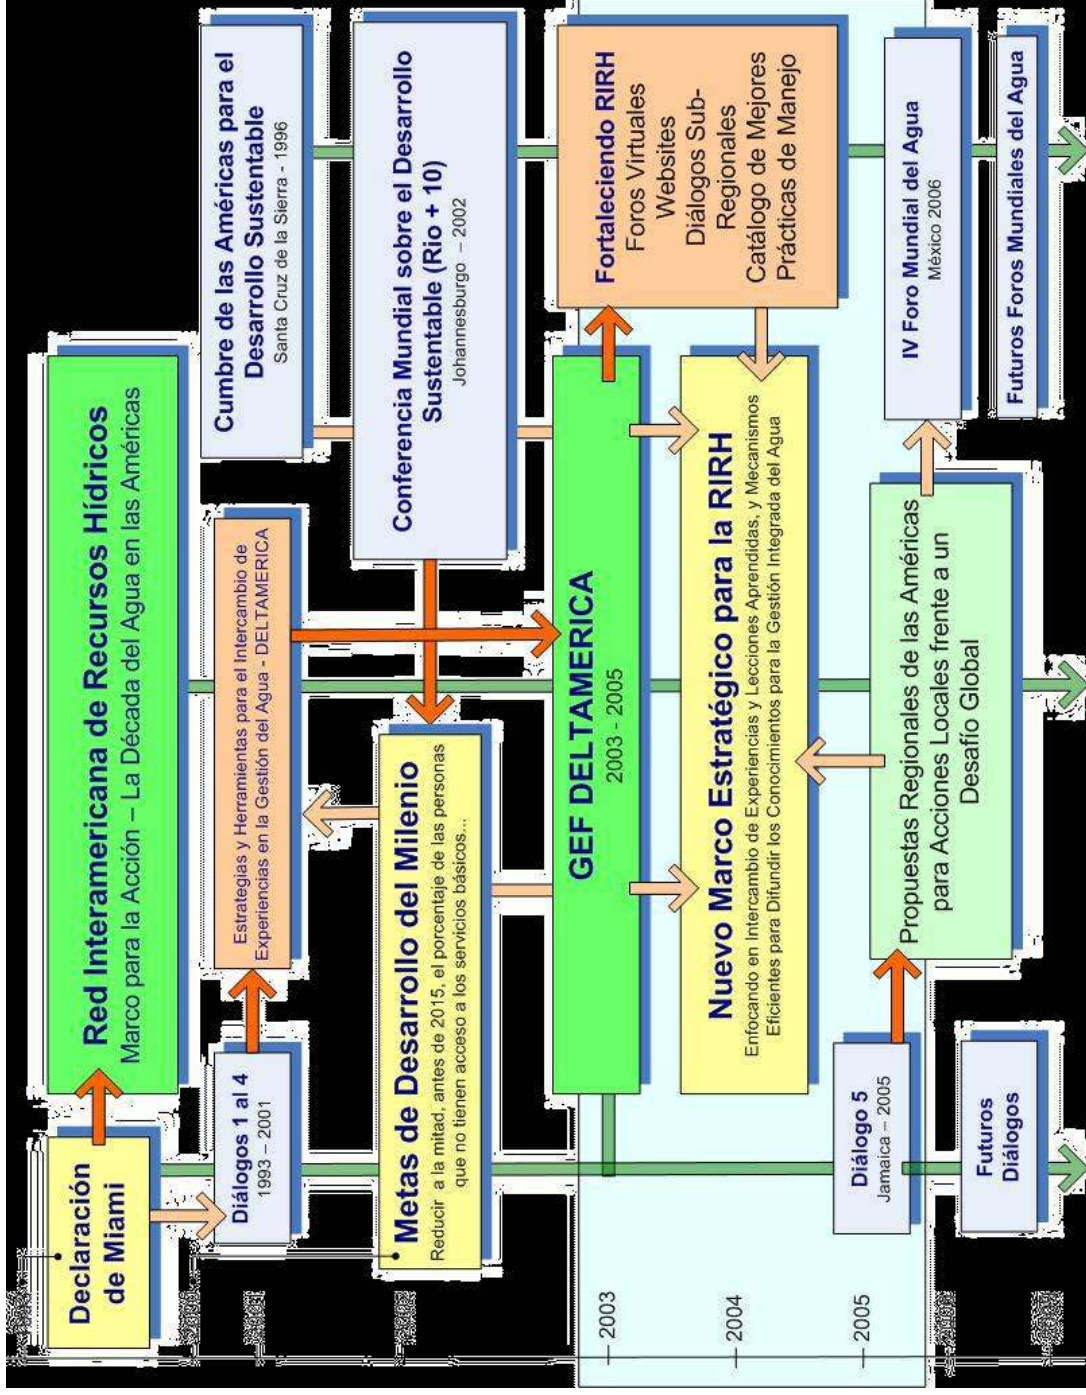 Declaración
de Miami
Red Interamericana de Recursos Hídricos
Marco para la Acción – La Década del Agua en las Américas
Diálogos 1 al 4
1993 – 2001
Estrategias y Herramientas para el Intercambio de
Experiencias en la Gestión del Agua - DELTAMERICA
Cumbre de las Américas para el
Desarrollo Sustentable
Santa Cruz de la Sierra - 1996
Metas de Desarrollo del Milenio
Reducir a la mitad, antes de 2015, el porcentaje de las personas
que no tienen acceso a los servicios básicos...
Conferencia Mundial sobre el Desarrollo
Sustentable (Rio + 10)
Johannesburgo – 2002
2003
GEF DELTAMERICA
2003 - 2005
Fortaleciendo RIRH
Foros Virtuales
Websites
Diálogos Sub-
Regionales
Catálogo de Mejores
Prácticas de Manejo
2004
Nuevo Marco Estratégico para la RIRH
Enfocando en Intercambio de Experiencias y Lecciones Aprendidas, y Mecanismos
Eficientes para Difundir los Conocimientos para la Gestión Integrada del Agua
2005
Diálogo 5
Jamaica – 2005
Propuestas Regionales de las Américas
para Acciones Locales frente a un
Desafío Global
IV Foro Mundial del Agua
México 2006
Futuros
Diálogos
Futuros Foros Mundiales del Agua